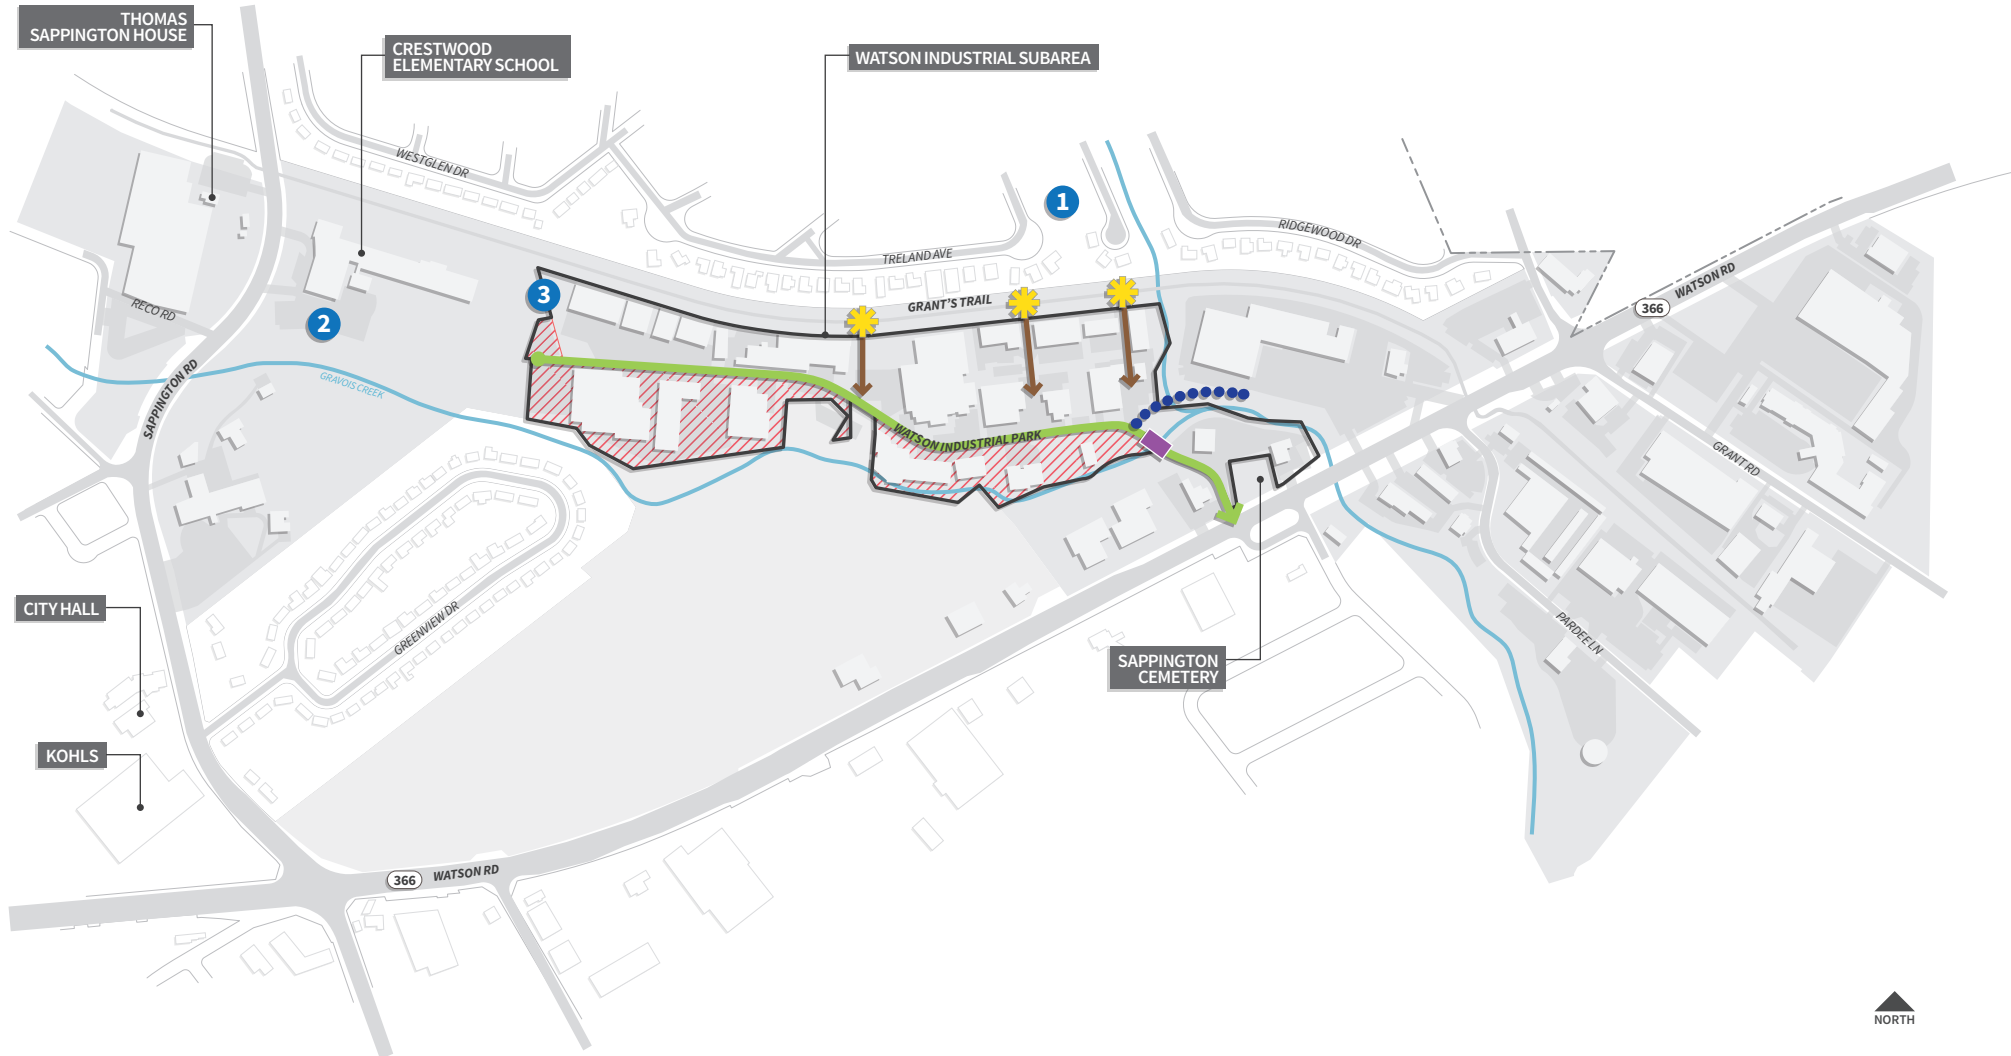 THOMAS
SAPPINGTON HOUSE
CRESTWOOD
ELEMENTARY SCHOOL
WATSON INDUSTRIAL SUBAREA
WESTGLEN DR
1
RIDGEWOOD DR
TRELAND AVE
WATSON RD
366
3
GRANT'S TRAIL
RECO RD
2
SAPPINGTON RD
GRAVOIS CREEK
WATSON INDUSTRIAL PARK
GRANT RD
GREENVIEW DR
CITY HALL
PARDEE LN
SAPPINGTON
CEMETERY
KOHLS
366
WATSON RD
NORTH